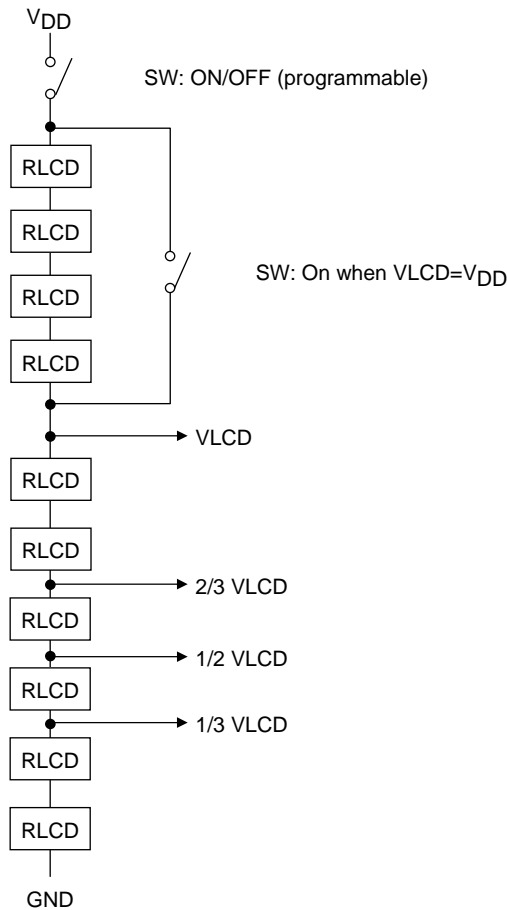 VDD
SW: ON/OFF (programmable)
RLCD
RLCD
RLCD
SW: On when VLCD=VDD
RLCD
VLCD
RLCD
RLCD
2/3 VLCD
RLCD
1/2 VLCD
RLCD
1/3 VLCD
RLCD
RLCD
GND